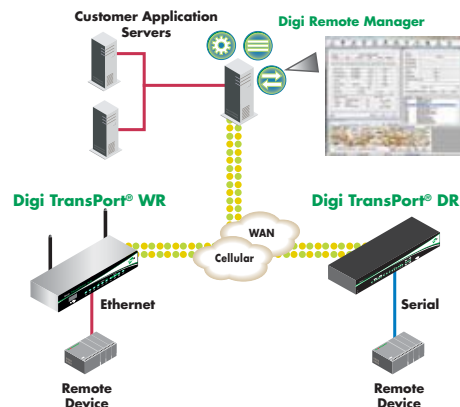 Customer Application
Servers
Digi Remote Manager
Digi TransPort® WR
Digi TransPort® DR
WAN
Cellular
Ethernet
Serial
Remote
Device
Remote
Device